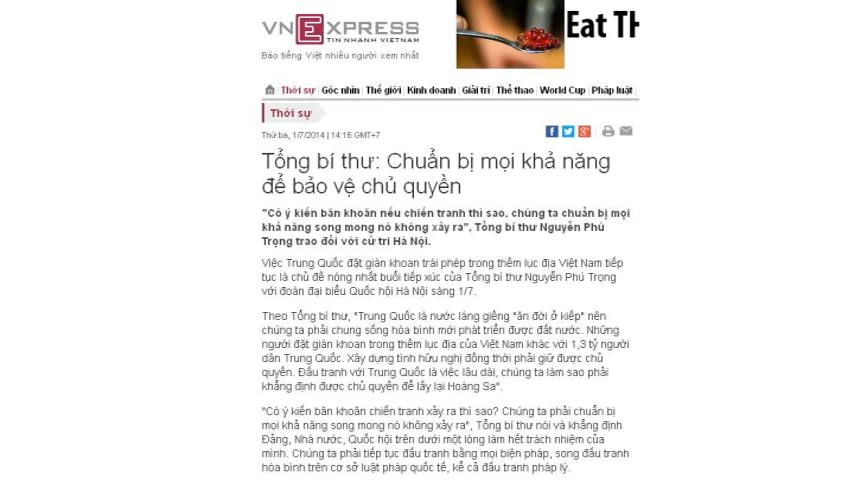 VNEXPRESS
TIN NHANH VIETNAM
Báo tiếng Việt nhiều người xem nhất
Eat Th
Thời sự Góc nhìn Thế giới Kinh doanh Giải trí Thể thao World Cup Pháp luật
Thời sự
Thứ ba, 1/7/2014 | 14:16 GMT+7
Tổng bí thư: Chuẩn bị mọi khả năng
để bảo vệ chủ quyền
"Có ý kiến băn khoăn nếu chiến tranh thì sao, chúng ta chuẩn bị mọi
khả năng song mong nó không xảy ra", Tổng bí thư Nguyễn Phú
Trọng trao đổi với cử tri Hà Nội.
Việc Trung Quốc đặt giàn khoan trái phép trong thềm lục địa Việt Nam tiếp
tục là chủ đề nóng nhất buổi tiếp xúc của Tổng bí thư Nguyễn Phú Trọng
với đoàn đại biểu Quốc hội Hà Nội sáng 1/7.
Theo Tổng bí thư, "Trung Quốc là nước láng giềng "ăn đời ở kiếp" nên
chúng ta phải chung sống hòa bình mới phát triển được đất nước. Những
người đặt giàn khoan trong thềm lục địa của Việt Nam khác với 1,3 tỷ người
dân Trung Quốc. Xây dựng tình hữu nghị đồng thời phải giữ được chủ
quyền. Đấu tranh với Trung Quốc là việc lâu dài, chúng ta làm sao phải
khẳng định được chủ quyền để lấy lại Hoàng Sa".
"Có ý kiến băn khoăn chiến tranh xảy ra thì sao? Chúng ta phải chuẩn bị
mọi khả năng song mong nó không xảy ra", Tổng bí thư nói và khẳng định
Đảng, Nhà nước, Quốc hội trên dưới một lòng làm hết trách nhiệm của
mình. Chúng ta phải tiếp tục đấu tranh bằng mọi biện pháp, song đấu tranh
hòa bình trên cơ sở luật pháp quốc tế, kể cả đấu tranh pháp lý.